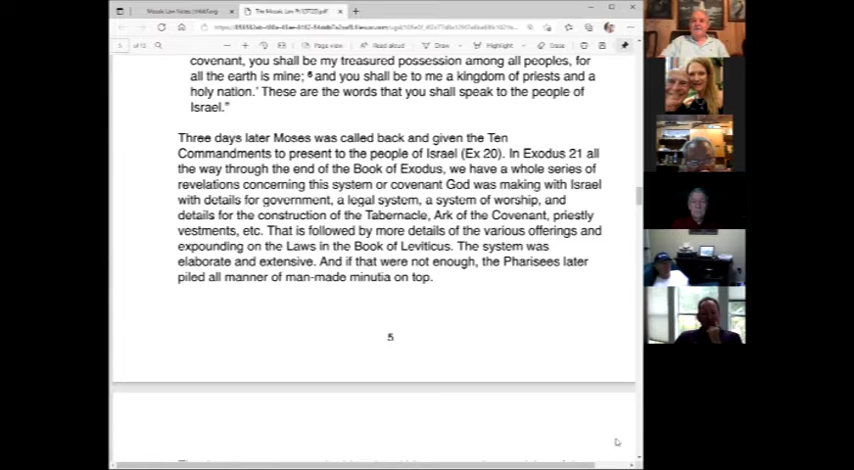 Page view
Read aloud
Draw
Highlight
Erase
covenant, you shall be my treasured possession among all peoples, for
all the earth is mine; 6 and you shall be to me a kingdom of priests and a
holy nation.' These are the words that you shall speak to the people of
Israel."
Three days later Moses was called back and given the Ten
Commandments to present to the people of Israel (Ex 20). In Exodus 21 all
the way through the end of the Book of Exodus, we have a whole series of
revelations concerning this system or covenant God was making with Israel
with details for government, a legal system, a system of worship, and
details for the construction of the Tabernacle, Ark of the Covenant, priestly
vestments, etc. That is followed by more details of the various offerings and
expounding on the Laws in the Book of Leviticus. The system was
elaborate and extensive. And if that were not enough, the Pharisees later
piled all manner of man-made minutia on top.
5